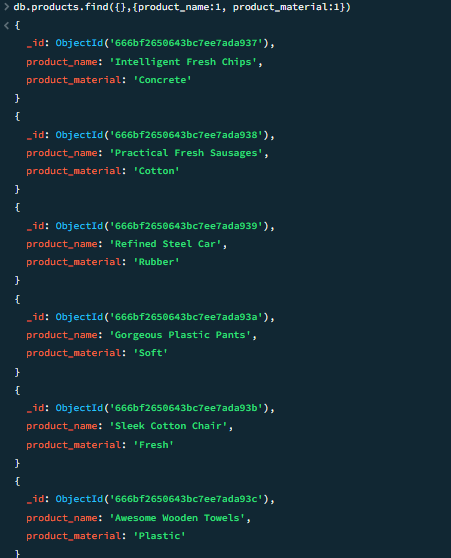 > db.products.find({},{product_name:1, product_material:1})
< {
_id: ObjectId('666bf2650643bc7ee7ada937'),
product_name: 'Intelligent Fresh Chips',
product_material: 'Concrete'
}
{
_id: ObjectId('666bf2650643bc7ee7ada938'),
product_name: 'Practical Fresh Sausages',
product_material: 'Cotton'
}
{
_id: ObjectId('666bf2650643bc7ee7ada939'),
product_name: 'Refined Steel Car',
product_material: 'Rubber'
}
{
_id: ObjectId('666bf2650643bc7ee7ada93a'),
product_name: 'Gorgeous Plastic Pants',
product_material: 'Soft'
}
{
_id: ObjectId('666bf2650643bc7ee7ada93b'),
product_name: 'Sleek Cotton Chair',
product_material: 'Fresh'
}
{
_id: ObjectId('666bf2650643bc7ee7ada93c'),
product_name: 'Awesome Wooden Towels',
product_material: 'Plastic'
}